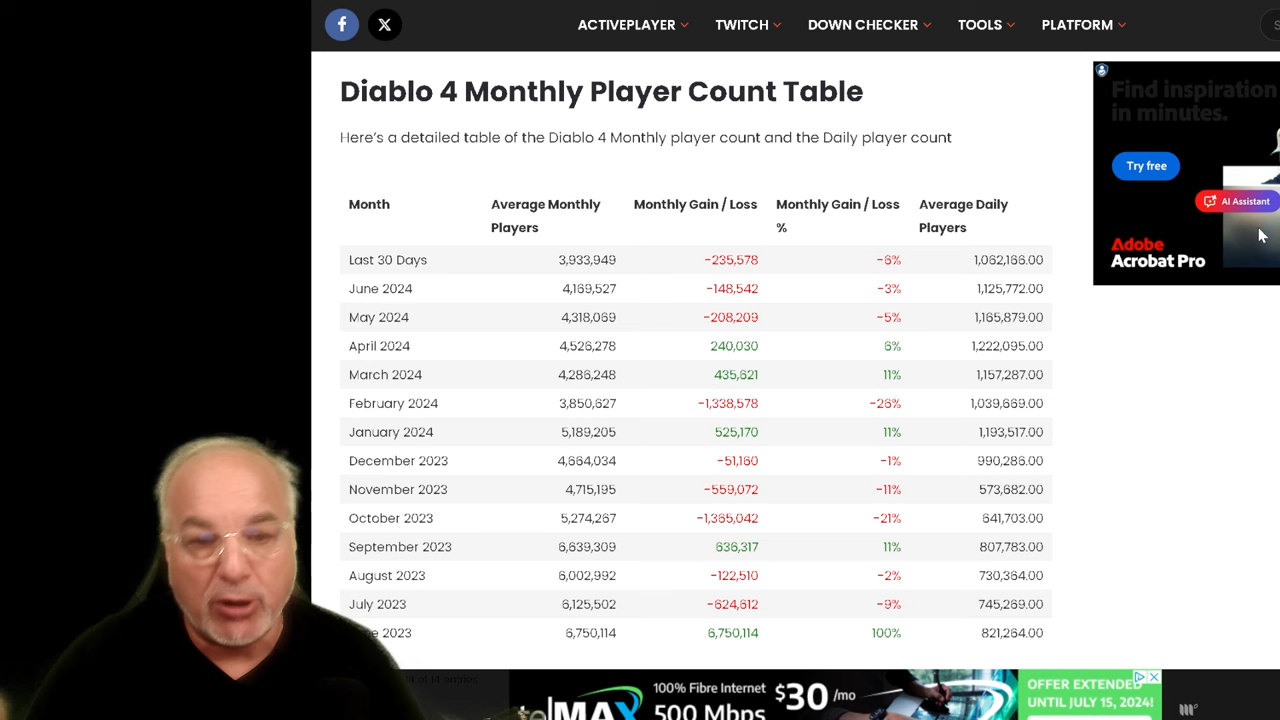 f X ACTIVEPLAYER TWITCH DOWN CHECKER TOOLS PLATFORM
Diablo 4 Monthly Player Count Table
Here's a detailed table of the Diablo 4 Monthly player count and the Daily player count
Month Average Monthly Players Monthly Gain / Loss Monthly Gain / Loss % Average Daily Players
Last 30 Days 3,933,949 -235,578 -6% 1,062,166.00
June 2024 4,169,527 -148,542 -3% 1,125,772.00
May 2024 4,318,069 -208,209 -5% 1,165,879.00
April 2024 4,526,278 240,030 6% 1,222,095.00
March 2024 4,286,248 435,621 11% 1,157,287.00
February 2024 3,850,627 -1,338,578 -26% 1,039,669.00
January 2024 5,189,205 525,170 11% 1,193,517.00
December 2023 4,664,034 -51,160 -1% 990,286.00
November 2023 4,715,195 -559,072 -11% 573,682.00
October 2023 5,274,267 -1,365,042 -21% 641,703.00
September 2023 6,639,309 636,317 11% 807,783.00
August 2023 6,002,992 -122,510 -2% 730,364.00
July 2023 6,125,502 -624,612 -9% 745,269.00
2023 6,750,114 6,750,114 100% 821,264.00
of 14 entries
Find inspiration
in minutes.
Try free
AI Assistant
Adobe
Acrobat Pro
telMAX
100% Fibre Internet
500 Mbps
$30 /mo
OFFER EXTENDED
UNTIL JULY 15, 2024!